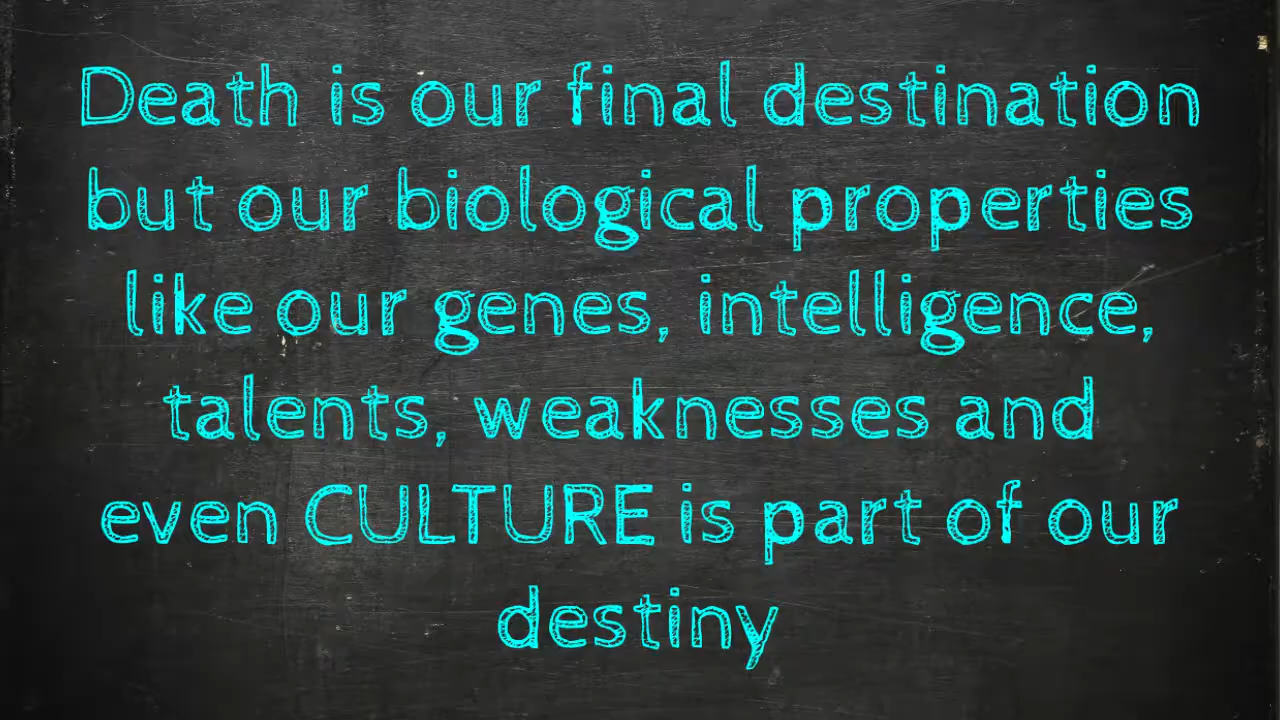 Death is our final destination
but our biological properties
like our genes, intelligence,
talents, weaknesses and
even CULTURE is part of our
destiny